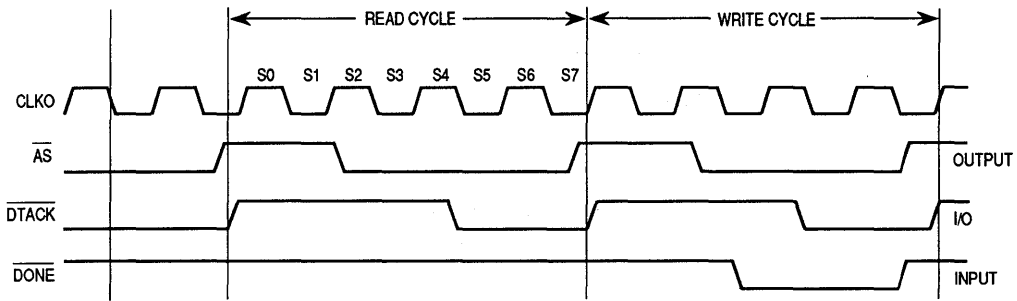 READ CYCLE WRITE CYCLE
S0 S1 S2 S3 S4 S5 S6 S7
CLKO
AS OUTPUT
DTACK I/O
DONE INPUT